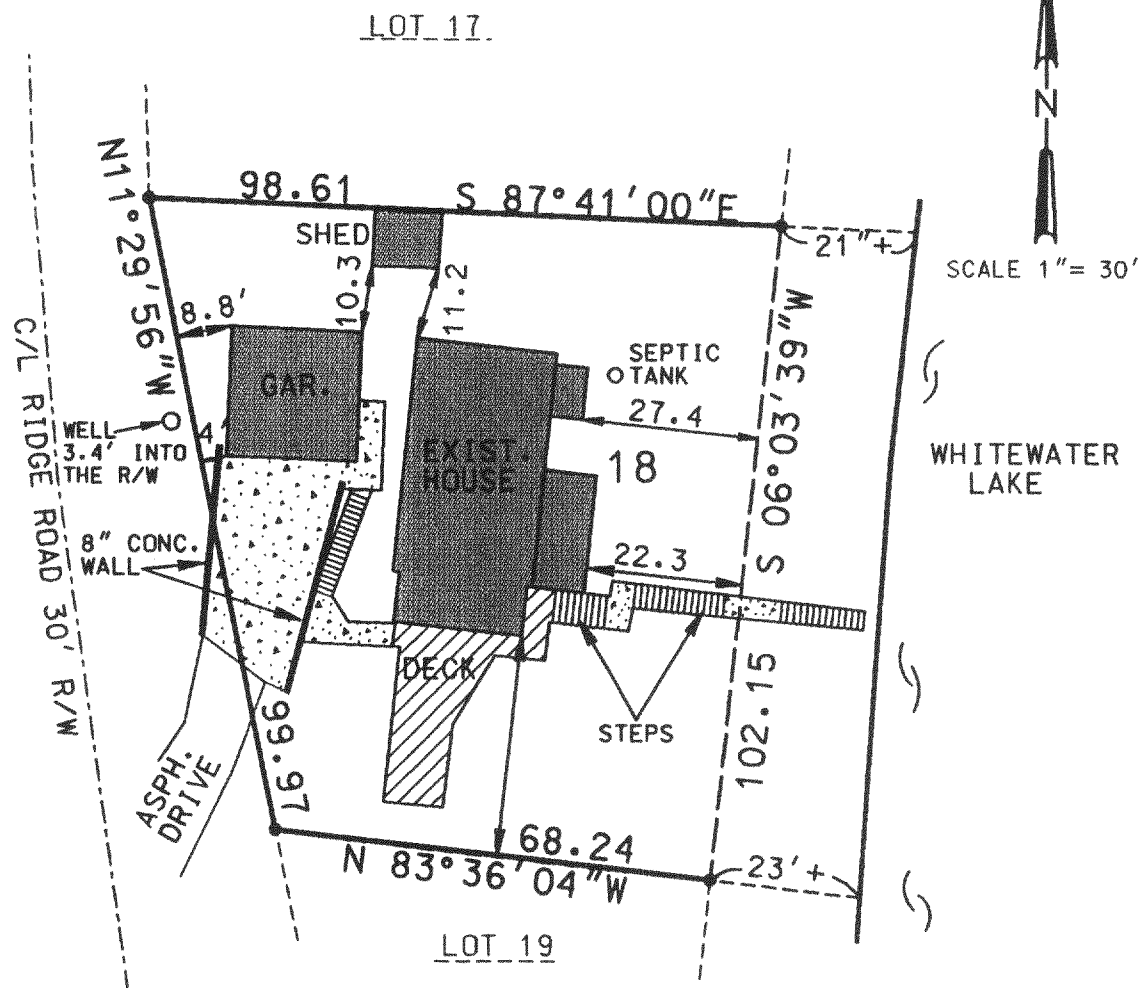 LOT 17
N
SCALE 1"= 30'
98.61
S 87°41'00"E
21"+
SHED
N11°29'56"W
8.8'
10.3
11.2
C/L RIDGE ROAD 30' R/W
GAR.
SEPTIC
TANK
S 06°03'39"W
27.4
WELL
3.4' INTO
THE R/W
4'
EXIST.
HOUSE
18
WHITEWATER
LAKE
8" CONC.
WALL
22.3
DECK
STEPS
102.15
99.97
ASPH.
DRIVE
68.24
N 83°36'04"W
23'+
LOT 19